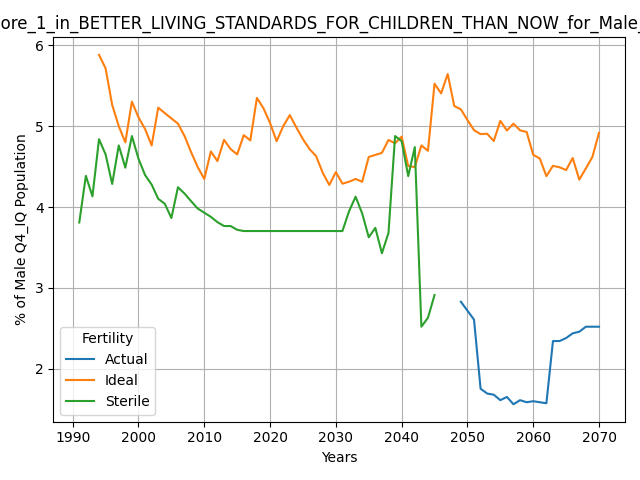 ore_1_in_BETTER_LIVING_STANDARDS_FOR_CHILDREN_THAN_NOW_for_Male_
6
5
4
3
2
% of Male Q4_IQ Population
Fertility
Actual
Ideal
Sterile
1990 2000 2010 2020 2030 2040 2050 2060 2070
Years